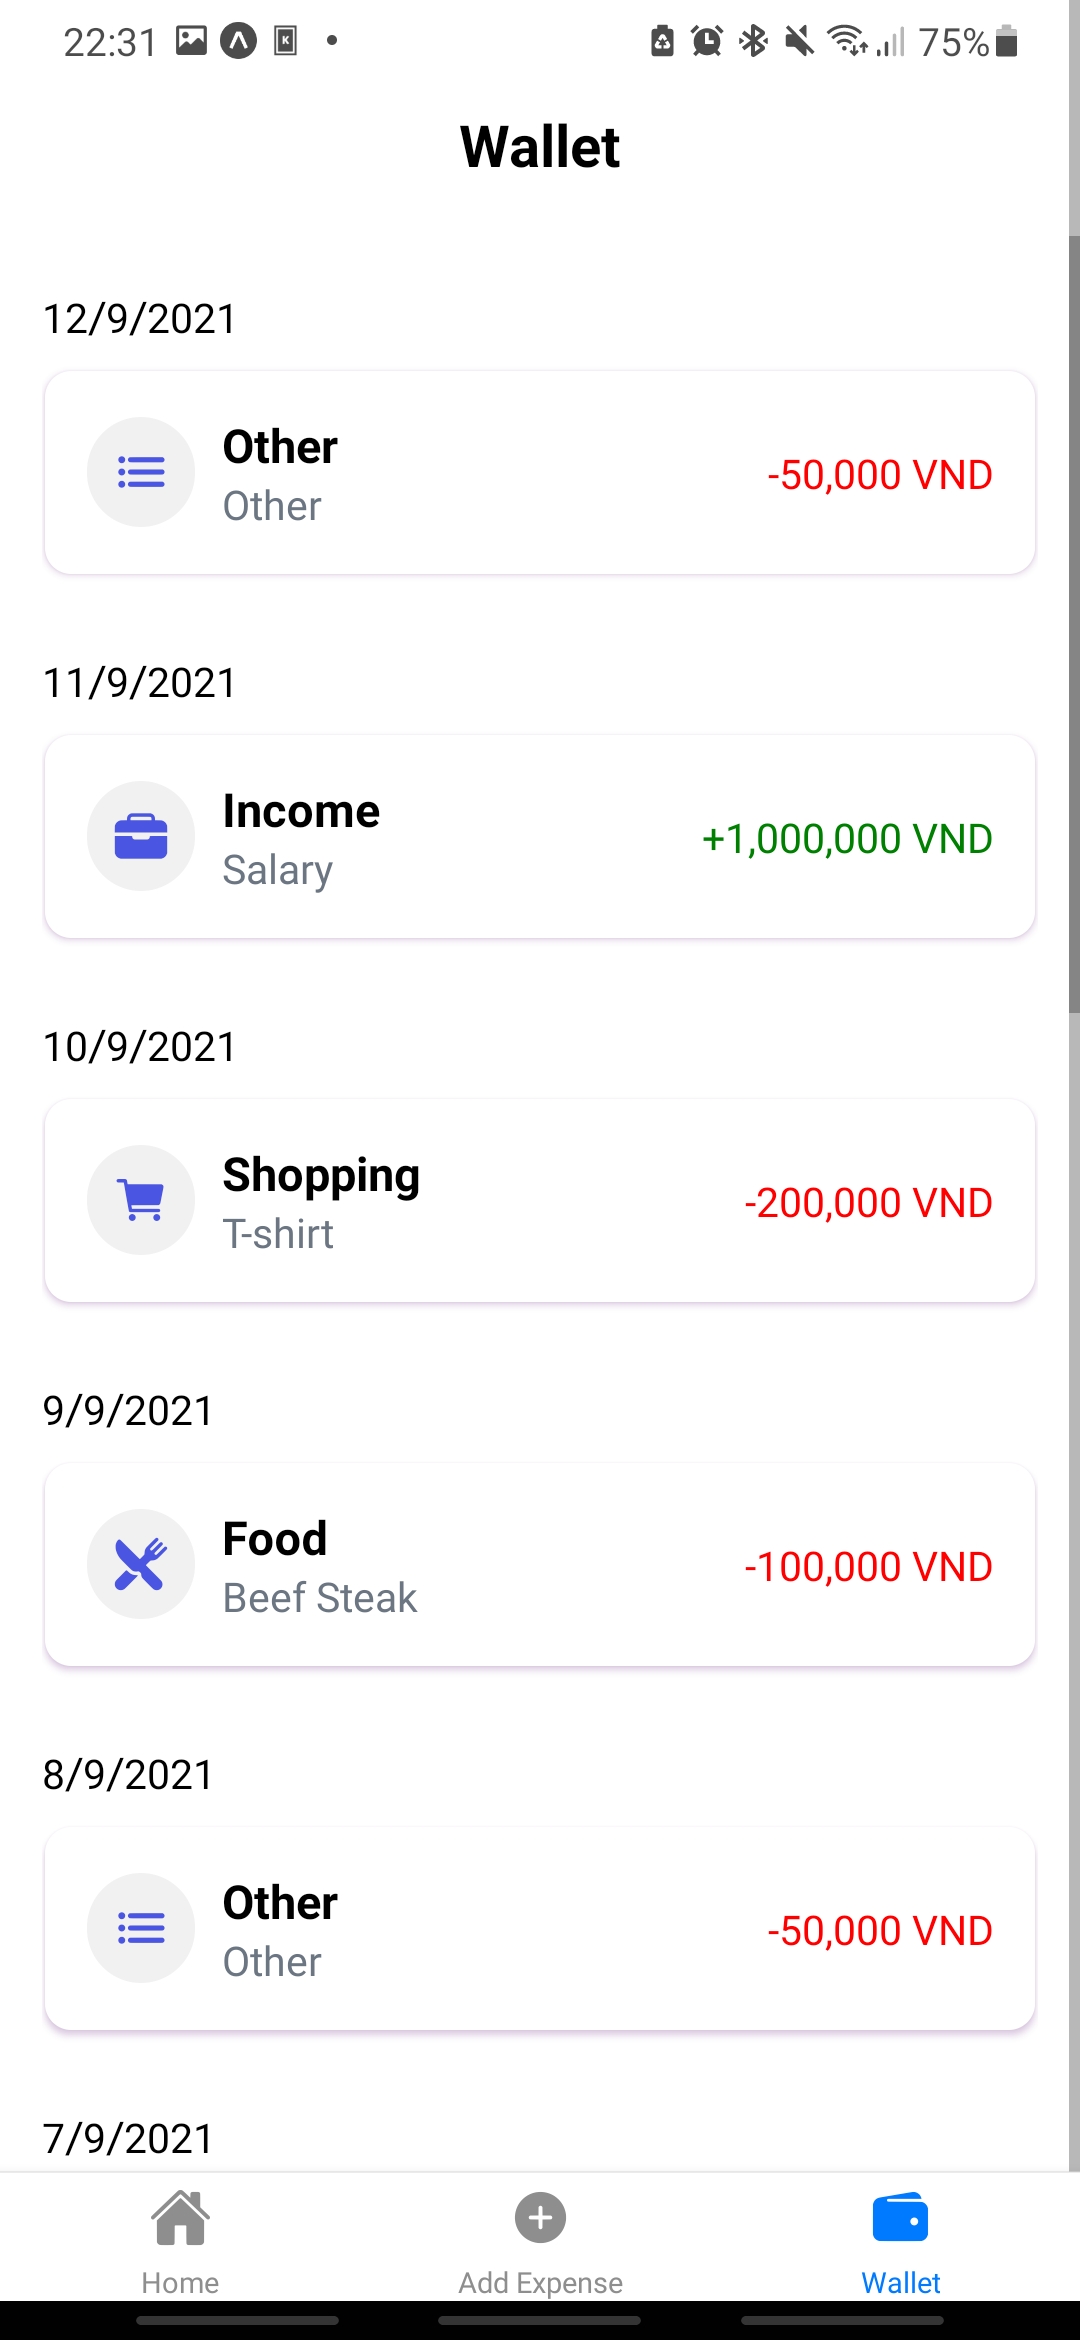 22:31 75%
Wallet
12/9/2021
Other
Other
-50,000 VND
11/9/2021
Income
Salary
+1,000,000 VND
10/9/2021
Shopping
T-shirt
-200,000 VND
9/9/2021
Food
Beef Steak
-100,000 VND
8/9/2021
Other
Other
-50,000 VND
7/9/2021
Home Add Expense Wallet